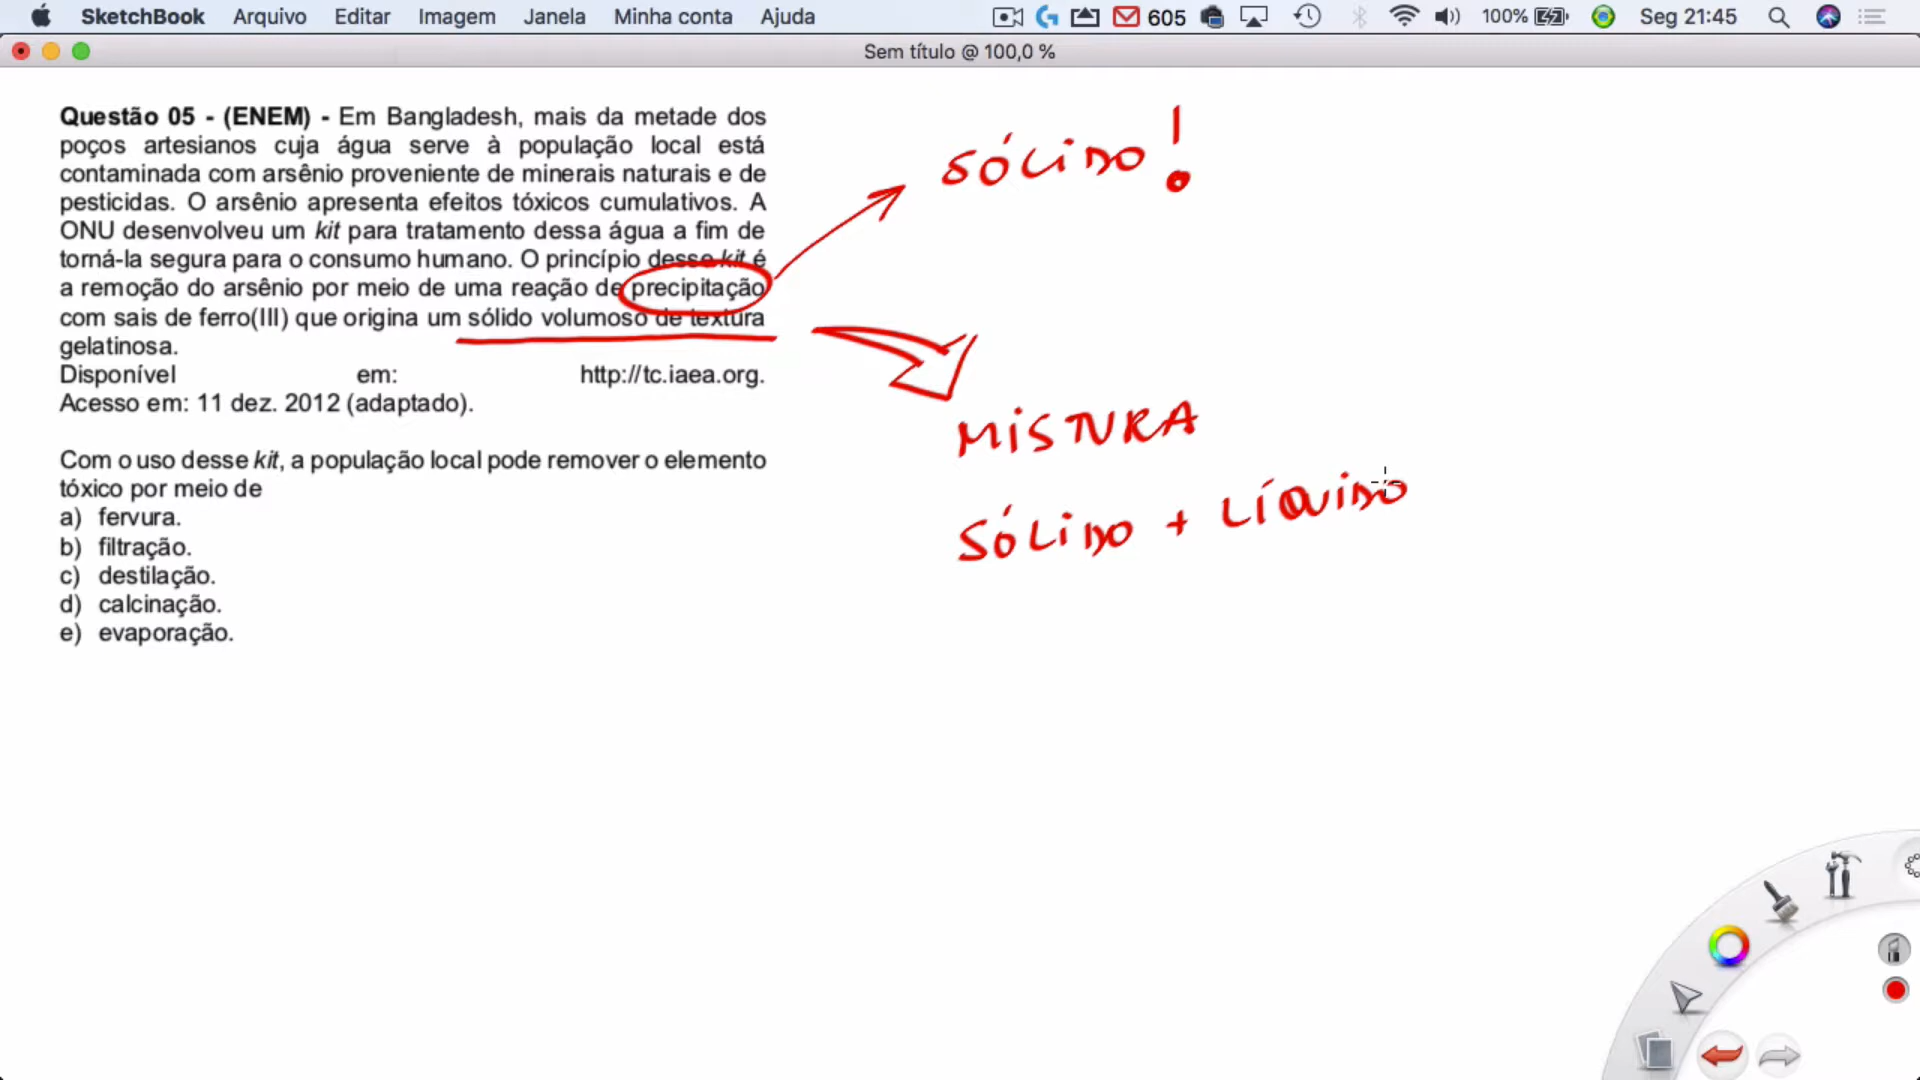 SketchBook Arquivo Editar Imagem Janela Minha conta Ajuda 605 100% Seg 21:45
Sem título @ 100,0 %
Questão 05 - (ENEM) - Em Bangladesh, mais da metade dos
poços artesianos cuja água serve à população local está
contaminada com arsênio proveniente de minerais naturais e de
pesticidas. O arsênio apresenta efeitos tóxicos cumulativos. A
ONU desenvolveu um kit para tratamento dessa água a fim de
torná-la segura para o consumo humano. O princípio desse kit é
a remoção do arsênio por meio de uma reação de precipitação
com sais de ferro(III) que origina um sólido volumoso de textura
gelatinosa.
Disponível em: http://tc.iaea.org.
Acesso em: 11 dez. 2012 (adaptado).
Com o uso desse kit, a população local pode remover o elemento
tóxico por meio de
a) fervura.
b) filtração.
c) destilação.
d) calcinação.
e) evaporação.
SÓLIDO!
MISTURA
SÓLIDO + LÍQUIDO